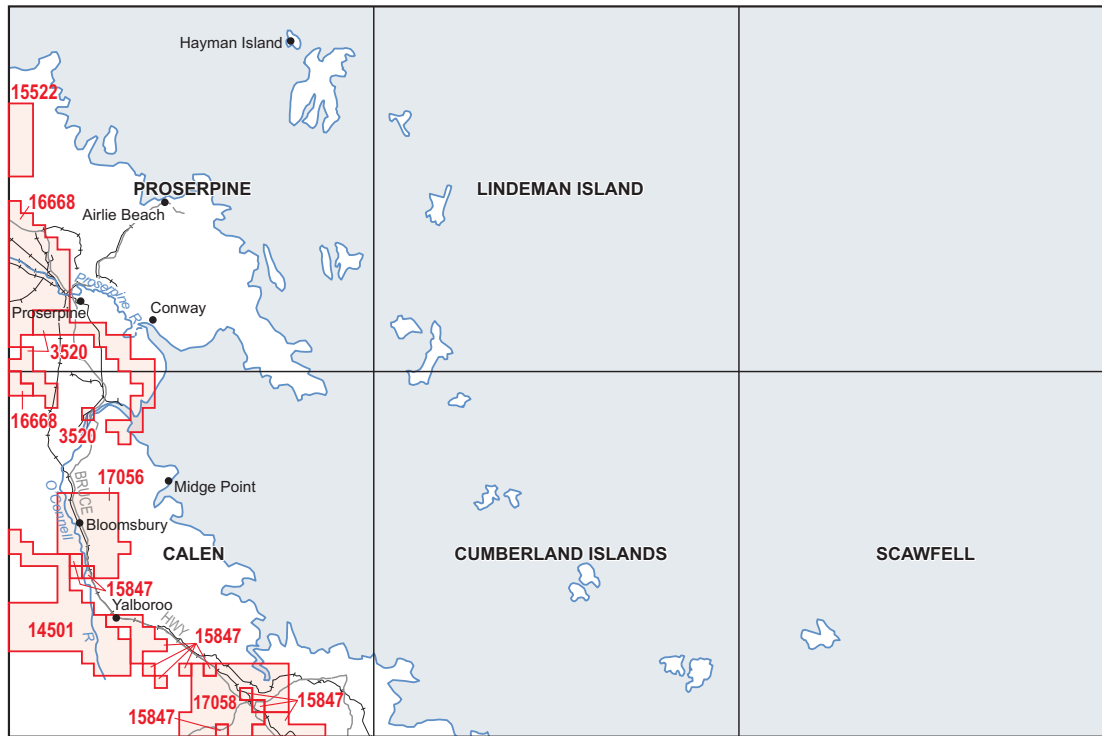 Hayman Island
15522
PROSERPINE
LINDEMAN ISLAND
16668
Airlie Beach
Proserpine R
Proserpine
Conway
3520
16668
3520
17056
BRUCE
Midge Point
O'Connell
Bloomsbury
CALEN
CUMBERLAND ISLANDS
SCAWFELL
15847
Yalboroo
HWY
14501
R
15847
17058
15847
15847